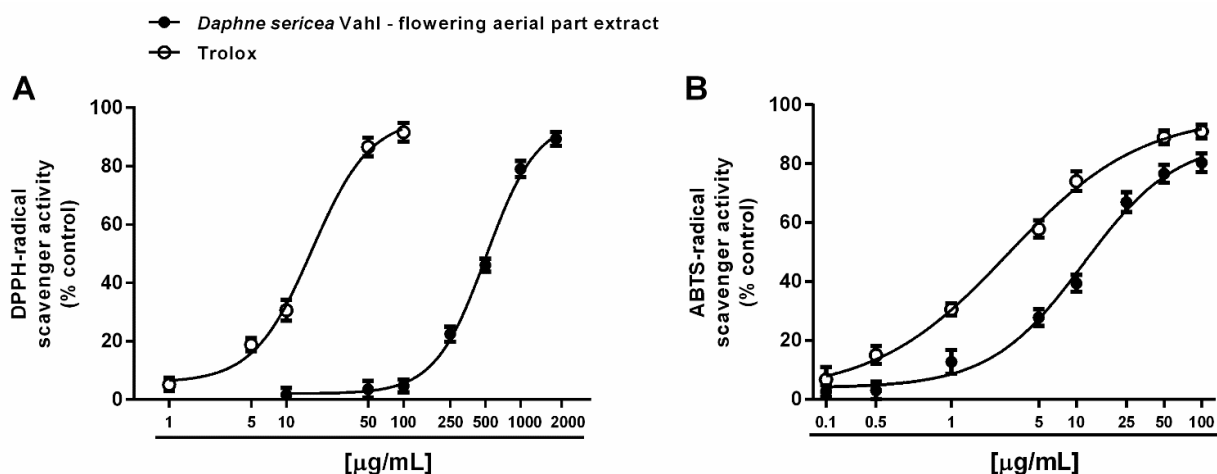 Daphne sericea Vahl - flowering aerial part extract
Trolox
A
DPPH-radical
scavenger activity
(% control)
100
80
60
40
20
0
1 5 10 50 100 250 500 1000 2000
[μg/mL]
B
ABTS-radical
scavenger activity
(% control)
100
80
60
40
20
0
0.1 0.5 1 5 10 25 50 100
[μg/mL]